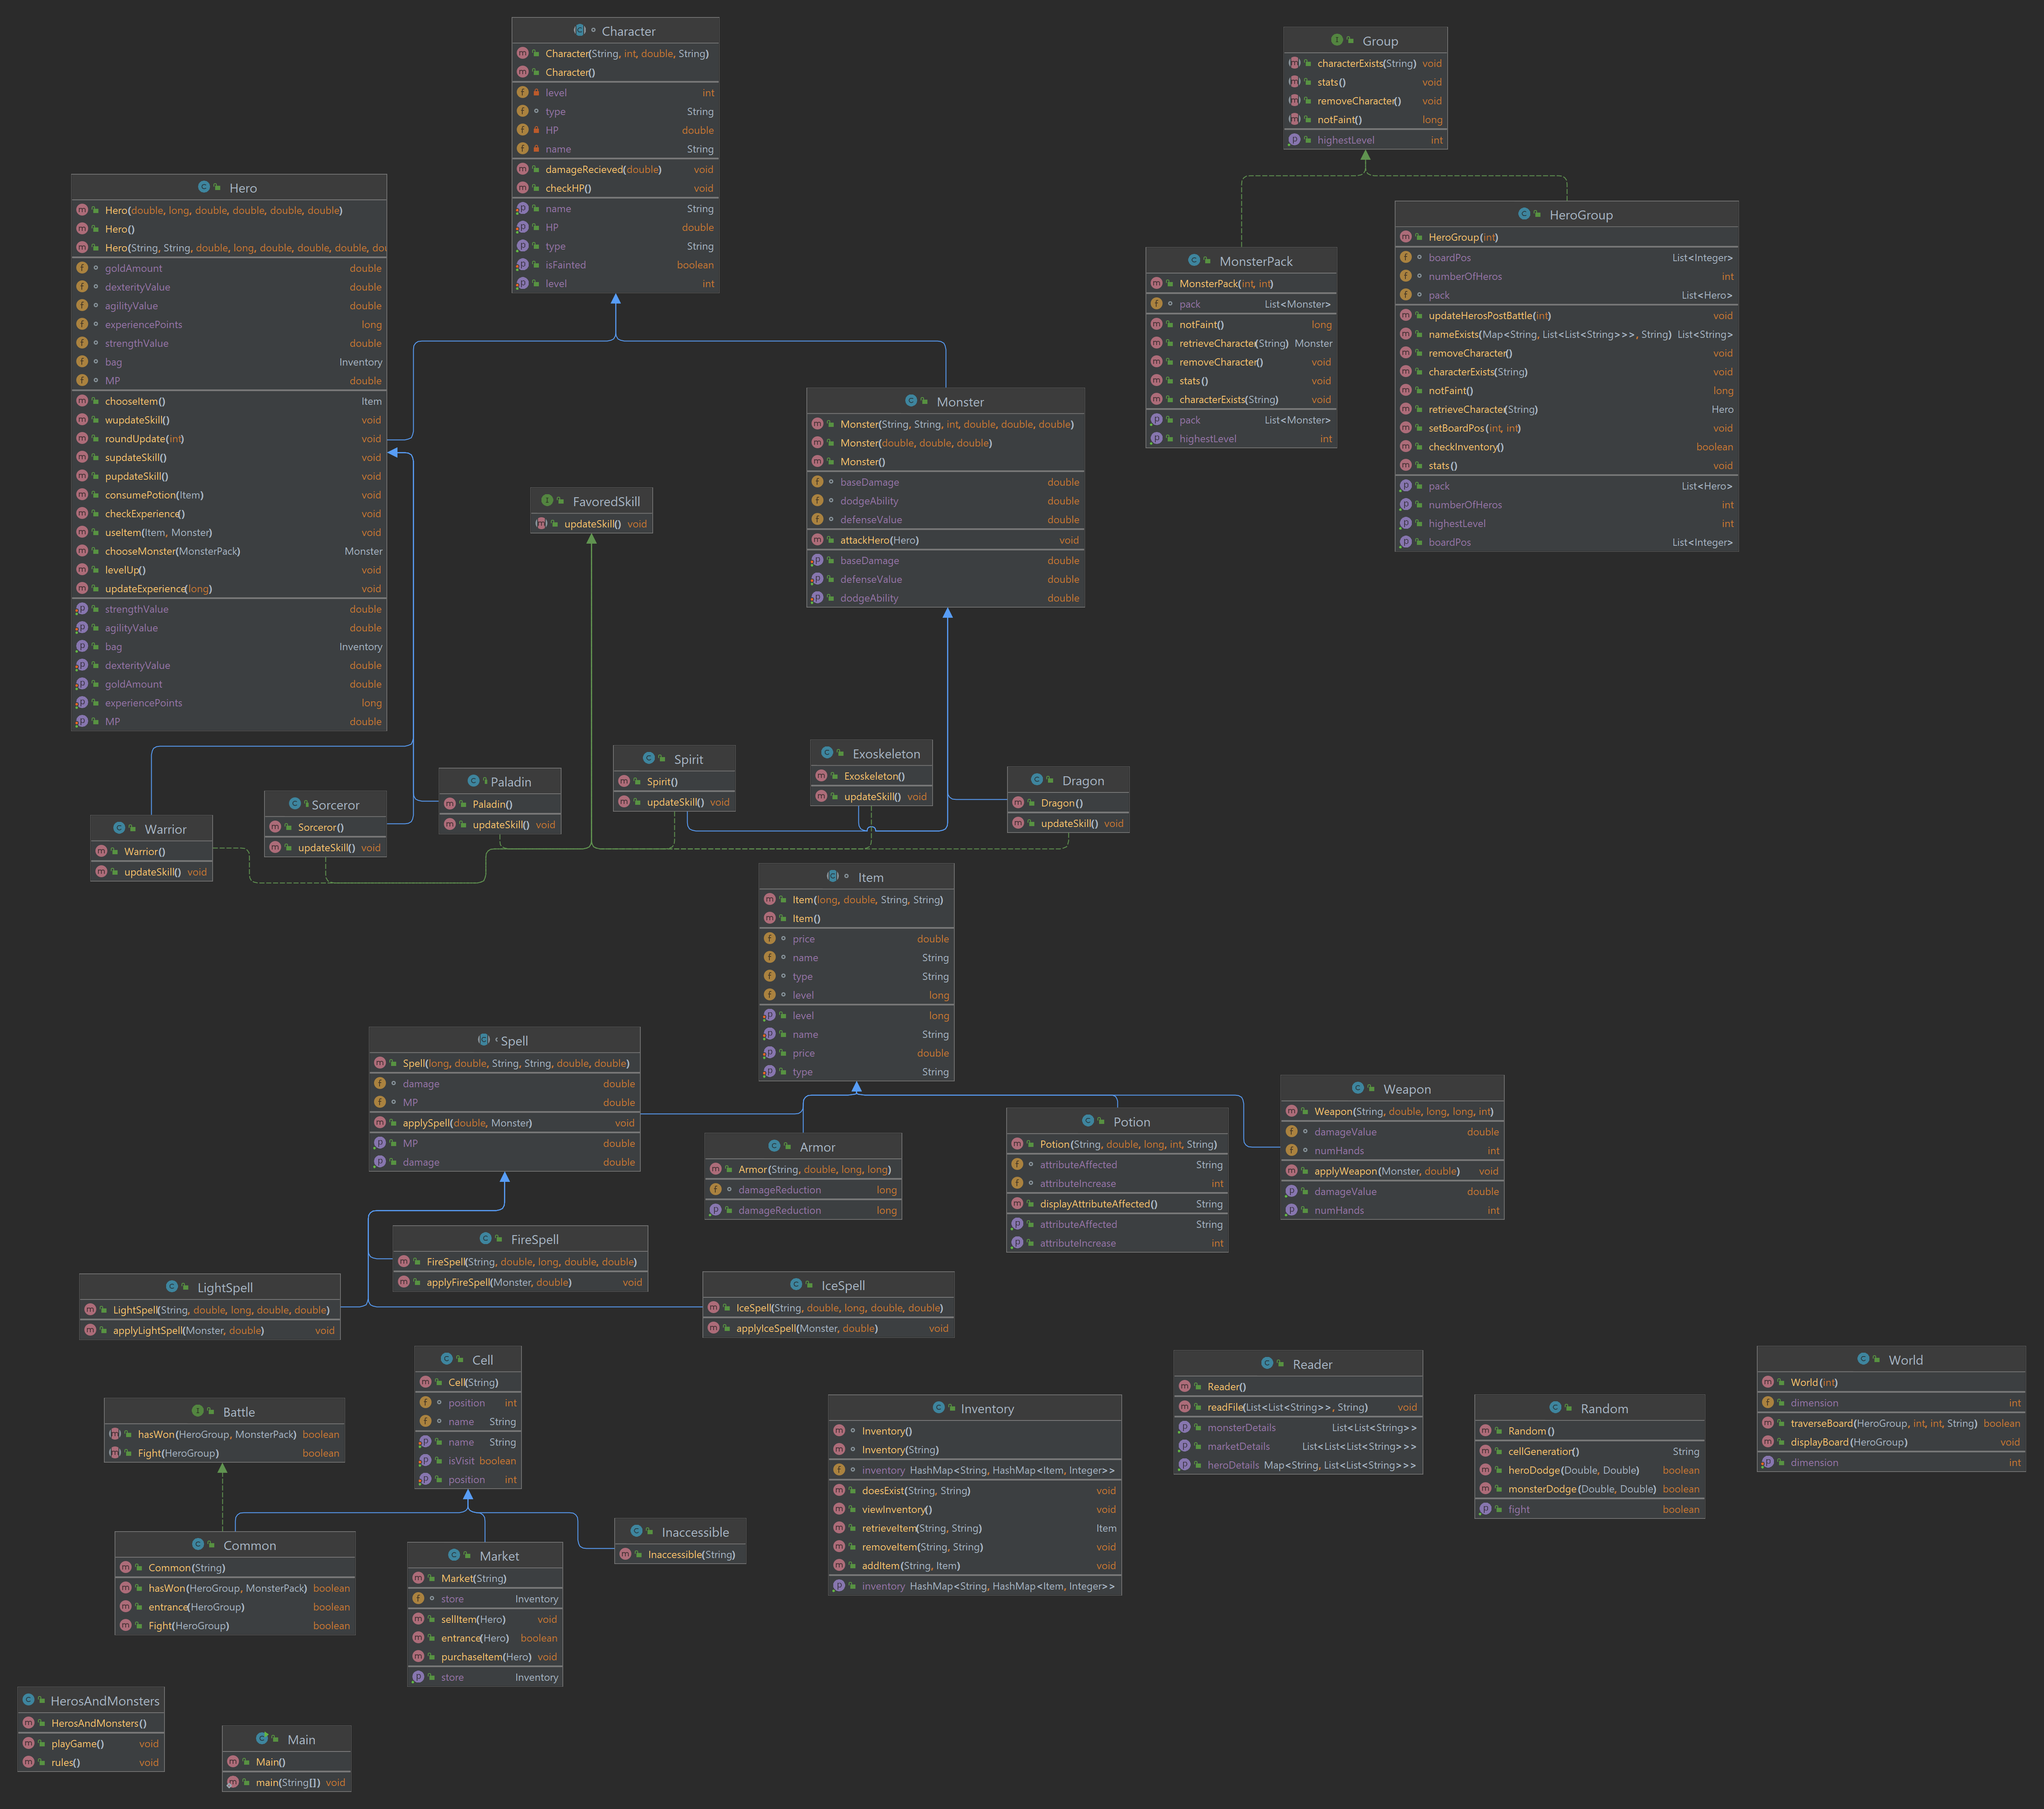 Character
Character(String, int, double, String)
Character()
level int
type String
HP double
name String
damageRecieved(double) void
checkHP() void
name String
HP double
type String
isFainted boolean
level int
Group
characterExists(String) void
stats() void
removeCharacter() void
notFaint() long
highestLevel int
Hero
Hero(double, long, double, double, double, double)
Hero()
Hero(String, String, double, long, double, double, double, dou
goldAmount double
dexterityValue double
agilityValue double
experiencePoints long
strengthValue double
bag Inventory
MP double
chooseItem() Item
wupdateSkill() void
roundUpdate(int) void
supdateSkill() void
pupdateSkill() void
consumePotion(Item) void
checkExperience() void
useItem(Item, Monster) void
chooseMonster(MonsterPack) Monster
levelUp() void
updateExperience(long) void
strengthValue double
agilityValue double
bag Inventory
dexterityValue double
goldAmount double
experiencePoints long
MP double
MonsterPack
MonsterPack(int, int)
pack List<Monster>
notFaint() long
retrieveCharacter(String) Monster
removeCharacter() void
stats() void
characterExists(String) void
pack List<Monster>
highestLevel int
HeroGroup
HeroGroup(int)
boardPos List<Integer>
numberOfHeros int
pack List<Hero>
updateHerosPostBattle(int) void
nameExists(Map<String, List<List<String>>>, String) List<String>
removeCharacter() void
characterExists(String) void
notFaint() long
retrieveCharacter(String) Hero
setBoardPos(int, int) void
checkInventory() boolean
stats() void
pack List<Hero>
numberOfHeros int
highestLevel int
boardPos List<Integer>
Monster
Monster(String, String, int, double, double, double)
Monster(double, double, double)
Monster()
baseDamage double
dodgeAbility double
defenseValue double
attackHero(Hero) void
baseDamage double
defenseValue double
dodgeAbility double
FavoredSkill
updateSkill() void
Warrior
Warrior()
updateSkill() void
Sorceror
Sorceror()
updateSkill() void
Paladin
Paladin()
updateSkill() void
Spirit
Spirit()
updateSkill() void
Exoskeleton
Exoskeleton()
updateSkill() void
Dragon
Dragon()
updateSkill() void
Item
Item(long, double, String, String)
Item()
price double
name String
type String
level long
level long
name String
price double
type String
Spell
Spell(long, double, String, String, double, double)
damage double
MP double
applySpell(double, Monster) void
MP double
damage double
Armor
Armor(String, double, long, long)
damageReduction long
damageReduction long
Potion
Potion(String, double, long, int, String)
attributeAffected String
attributeIncrease int
displayAttributeAffected() String
attributeAffected String
attributeIncrease int
Weapon
Weapon(String, double, long, long, int)
damageValue double
numHands int
applyWeapon(Monster, double) void
damageValue double
numHands int
FireSpell
FireSpell(String, double, long, double, double)
applyFireSpell(Monster, double) void
LightSpell
LightSpell(String, double, long, double, double)
applyLightSpell(Monster, double) void
IceSpell
IceSpell(String, double, long, double, double)
applyIceSpell(Monster, double) void
Cell
Cell(String)
position int
name String
name String
isVisit boolean
position int
Battle
hasWon(HeroGroup, MonsterPack) boolean
Fight(HeroGroup) boolean
Common
Common(String)
hasWon(HeroGroup, MonsterPack) boolean
entrance(HeroGroup) boolean
Fight(HeroGroup) boolean
Market
Market(String)
store Inventory
sellItem(Hero) void
entrance(Hero) boolean
purchaseItem(Hero) void
store Inventory
Inaccessible
Inaccessible(String)
Inventory
Inventory()
Inventory(String)
inventory HashMap<String, HashMap<Item, Integer>>
doesExist(String, String) void
viewInventory() void
retrieveItem(String, String) Item
removeItem(String, String) void
addItem(String, Item) void
inventory HashMap<String, HashMap<Item, Integer>>
Reader
Reader()
readFile(List<List<String>>, String) void
monsterDetails List<List<String>>
marketDetails List<List<List<String>>>
heroDetails Map<String, List<List<String>>>
Random
Random()
cellGeneration() String
heroDodge(Double, Double) boolean
monsterDodge(Double, Double) boolean
fight boolean
World
World(int)
dimension int
traverseBoard(HeroGroup, int, int, String) boolean
displayBoard(HeroGroup) void
dimension int
HerosAndMonsters
HerosAndMonsters()
playGame() void
rules() void
Main
Main()
main(String[]) void